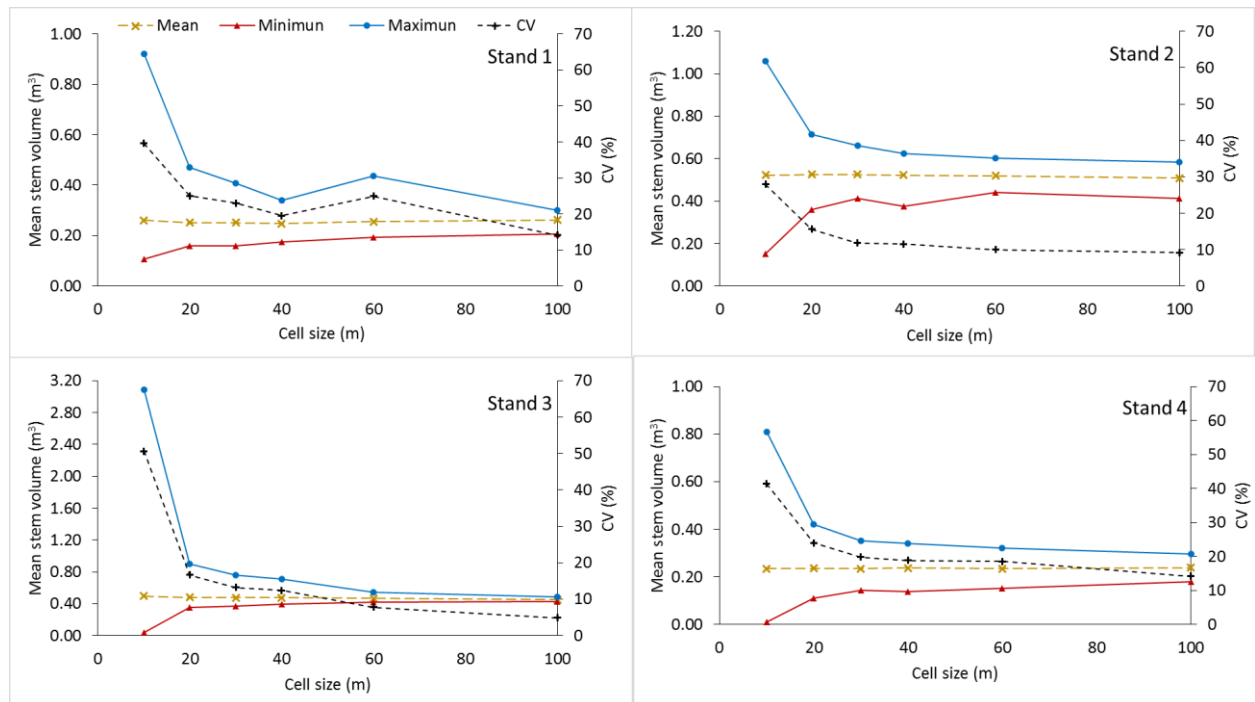 Mean Minimun Maximun CV
Stand 1
Mean stem volume (m³)
1.00
0.80
0.60
0.40
0.20
0.00
70
60
50
40
30
20
10
0
CV (%)
0 20 40 60 80 100
Cell size (m)
Stand 2
Mean stem volume (m³)
1.20
1.00
0.80
0.60
0.40
0.20
0.00
70
60
50
40
30
20
10
0
CV (%)
0 20 40 60 80 100
Cell size (m)
Stand 3
Mean stem volume (m³)
3.20
2.80
2.40
2.00
1.60
1.20
0.80
0.40
0.00
70
60
50
40
30
20
10
0
CV (%)
0 20 40 60 80 100
Cell size (m)
Stand 4
Mean stem volume (m³)
1.00
0.80
0.60
0.40
0.20
0.00
70
60
50
40
30
20
10
0
CV (%)
0 20 40 60 80 100
Cell size (m)